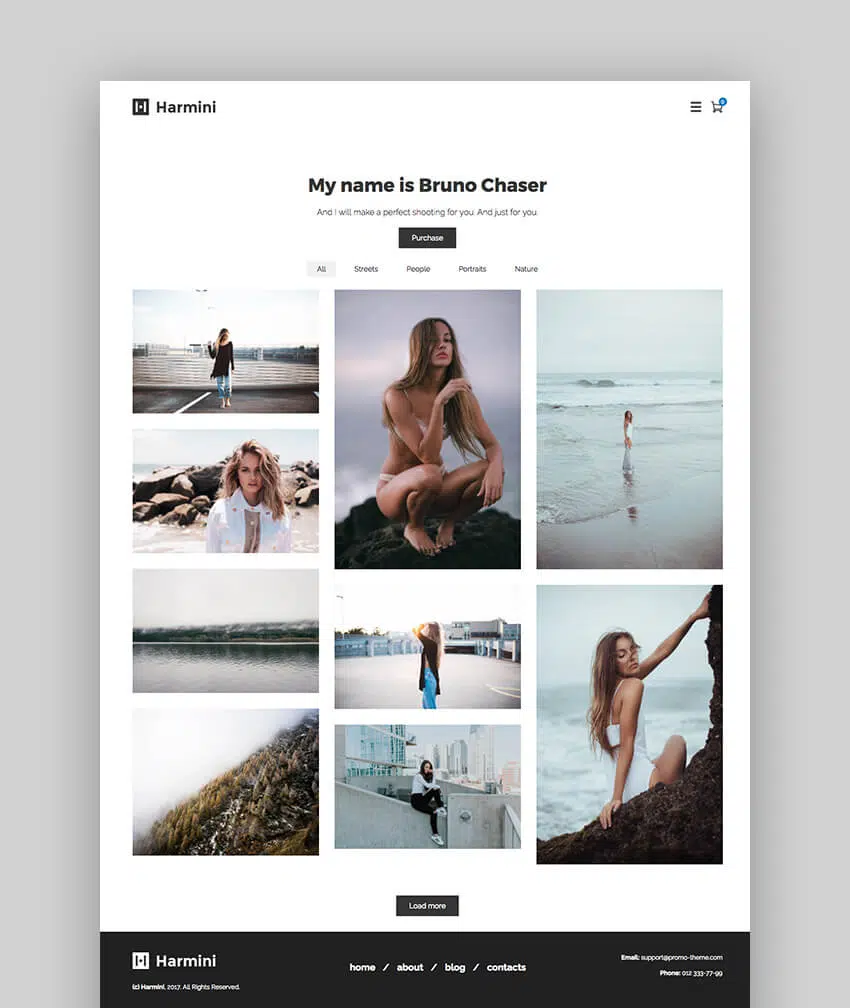 Harmini
0
My name is Bruno Chaser
And I will make a perfect shooting for you. And just for you.
Purchase
All Streets People Portraits Nature
Load more
Harmini
home / about / blog / contacts
Email: support@promo-theme.com
Phone: 012 333-77-99
(c) Harmini, 2017. All Rights Reserved.